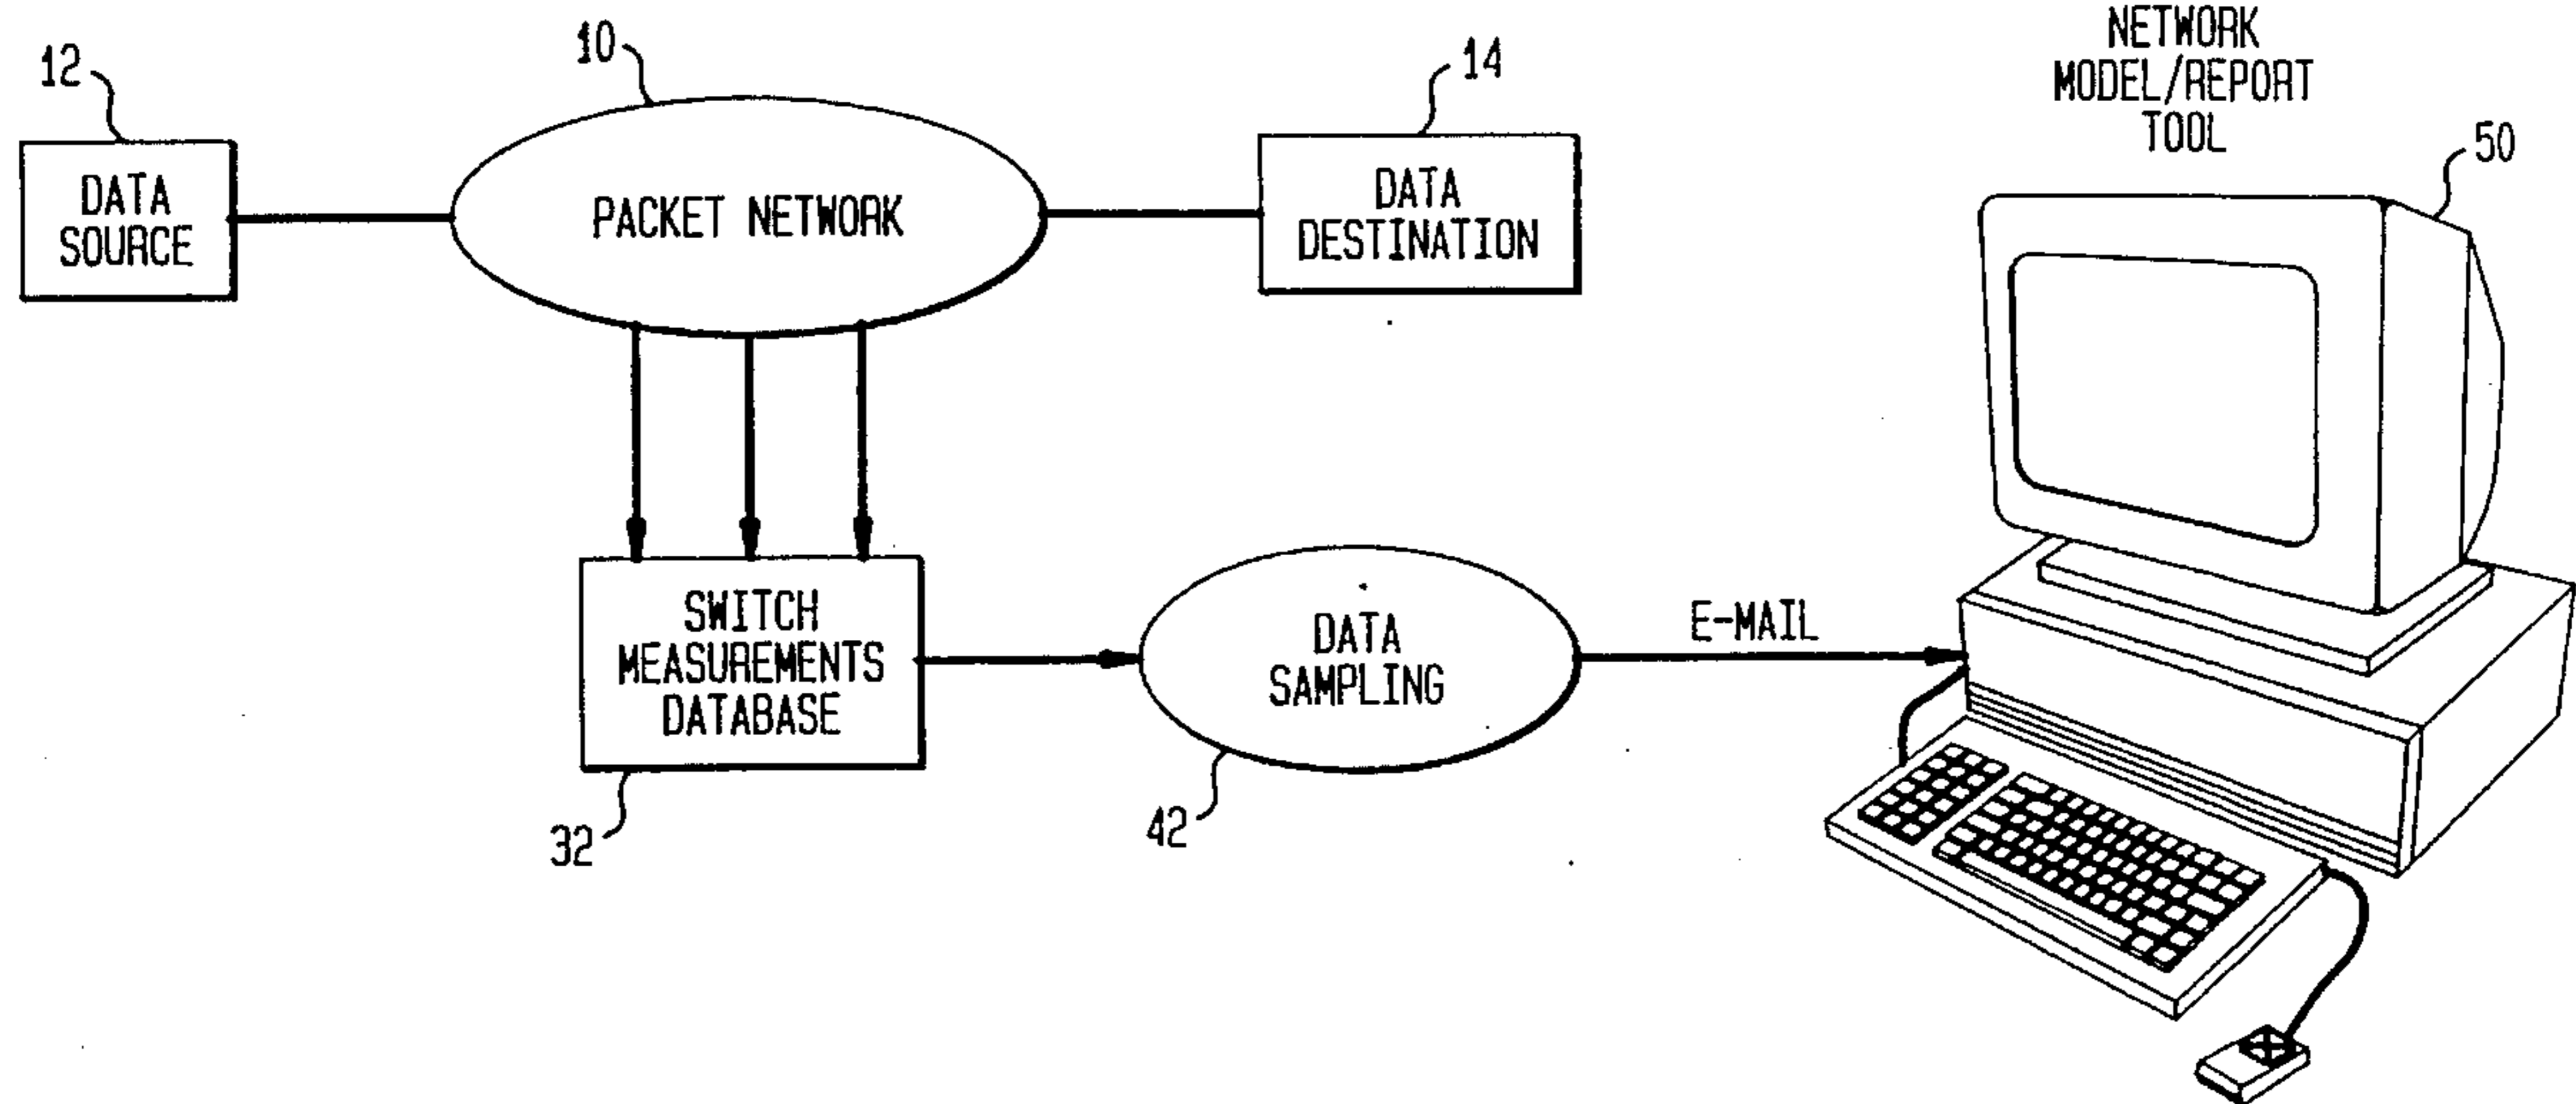 NETWORK
MODEL/REPORT
TOOL
12
10
14
50
DATA
SOURCE
PACKET NETWORK
DATA
DESTINATION
SWITCH
MEASUREMENTS
DATABASE
DATA
SAMPLING
E-MAIL
32
42